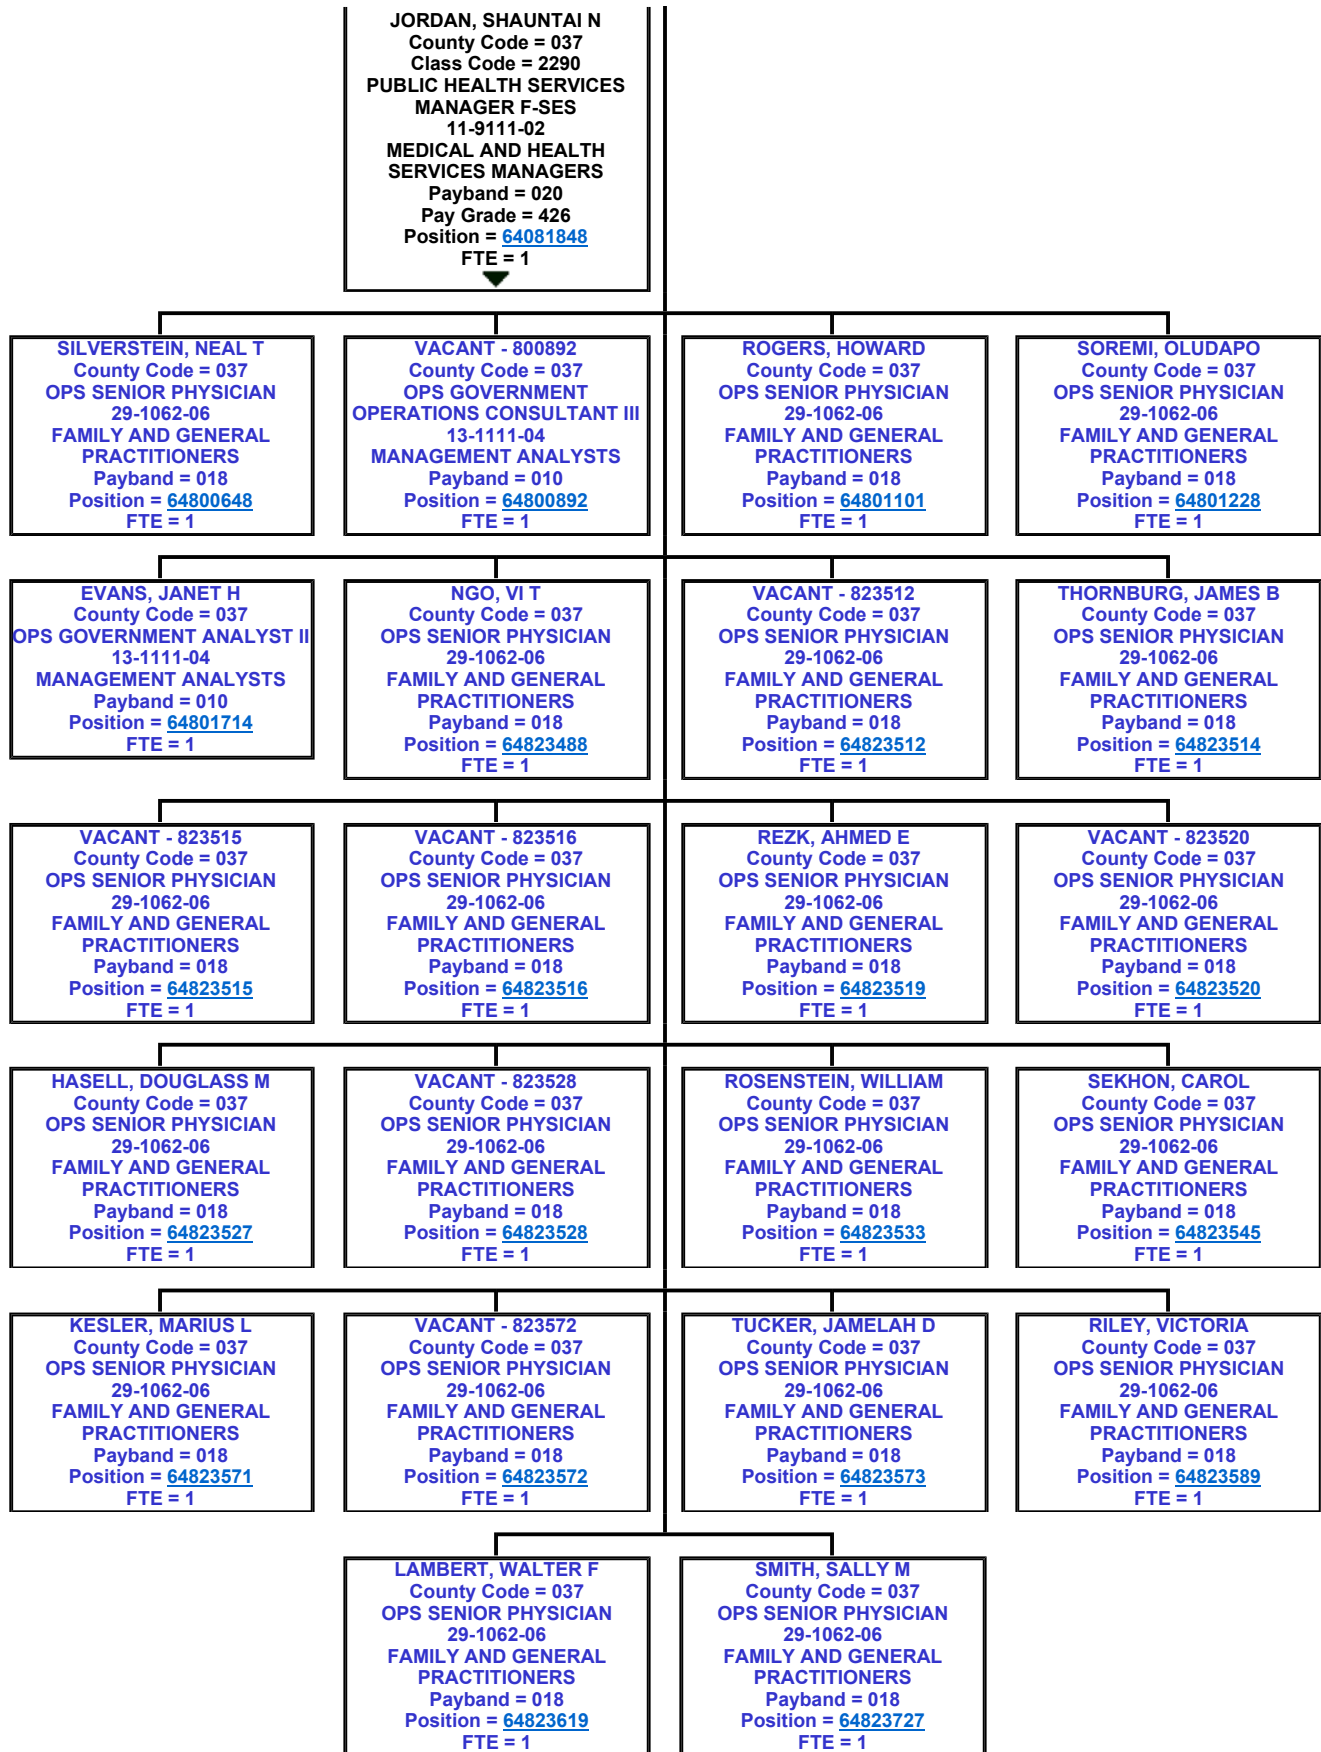 JORDAN, SHAUNTAI N
County Code = 037
Class Code = 2290
PUBLIC HEALTH SERVICES
MANAGER F-SES
11-9111-02
MEDICAL AND HEALTH
SERVICES MANAGERS
Payband = 020
Pay Grade = 426
Position = 64081848
FTE = 1
SILVERSTEIN, NEAL T
County Code = 037
OPS SENIOR PHYSICIAN
29-1062-06
FAMILY AND GENERAL
PRACTITIONERS
Payband = 018
Position = 64800648
FTE = 1
VACANT - 800892
County Code = 037
OPS GOVERNMENT
OPERATIONS CONSULTANT III
13-1111-04
MANAGEMENT ANALYSTS
Payband = 010
Position = 64800892
FTE = 1
ROGERS, HOWARD
County Code = 037
OPS SENIOR PHYSICIAN
29-1062-06
FAMILY AND GENERAL
PRACTITIONERS
Payband = 018
Position = 64801101
FTE = 1
SOREMI, OLUDAPO
County Code = 037
OPS SENIOR PHYSICIAN
29-1062-06
FAMILY AND GENERAL
PRACTITIONERS
Payband = 018
Position = 64801228
FTE = 1
EVANS, JANET H
County Code = 037
OPS GOVERNMENT ANALYST II
13-1111-04
MANAGEMENT ANALYSTS
Payband = 010
Position = 64801714
FTE = 1
NGO, VI T
County Code = 037
OPS SENIOR PHYSICIAN
29-1062-06
FAMILY AND GENERAL
PRACTITIONERS
Payband = 018
Position = 64823488
FTE = 1
VACANT - 823512
County Code = 037
OPS SENIOR PHYSICIAN
29-1062-06
FAMILY AND GENERAL
PRACTITIONERS
Payband = 018
Position = 64823512
FTE = 1
THORNBURG, JAMES B
County Code = 037
OPS SENIOR PHYSICIAN
29-1062-06
FAMILY AND GENERAL
PRACTITIONERS
Payband = 018
Position = 64823514
FTE = 1
VACANT - 823515
County Code = 037
OPS SENIOR PHYSICIAN
29-1062-06
FAMILY AND GENERAL
PRACTITIONERS
Payband = 018
Position = 64823515
FTE = 1
VACANT - 823516
County Code = 037
OPS SENIOR PHYSICIAN
29-1062-06
FAMILY AND GENERAL
PRACTITIONERS
Payband = 018
Position = 64823516
FTE = 1
REZK, AHMED E
County Code = 037
OPS SENIOR PHYSICIAN
29-1062-06
FAMILY AND GENERAL
PRACTITIONERS
Payband = 018
Position = 64823519
FTE = 1
VACANT - 823520
County Code = 037
OPS SENIOR PHYSICIAN
29-1062-06
FAMILY AND GENERAL
PRACTITIONERS
Payband = 018
Position = 64823520
FTE = 1
HASELL, DOUGLASS M
County Code = 037
OPS SENIOR PHYSICIAN
29-1062-06
FAMILY AND GENERAL
PRACTITIONERS
Payband = 018
Position = 64823527
FTE = 1
VACANT - 823528
County Code = 037
OPS SENIOR PHYSICIAN
29-1062-06
FAMILY AND GENERAL
PRACTITIONERS
Payband = 018
Position = 64823528
FTE = 1
ROSENSTEIN, WILLIAM
County Code = 037
OPS SENIOR PHYSICIAN
29-1062-06
FAMILY AND GENERAL
PRACTITIONERS
Payband = 018
Position = 64823533
FTE = 1
SEKHON, CAROL
County Code = 037
OPS SENIOR PHYSICIAN
29-1062-06
FAMILY AND GENERAL
PRACTITIONERS
Payband = 018
Position = 64823545
FTE = 1
KESLER, MARIUS L
County Code = 037
OPS SENIOR PHYSICIAN
29-1062-06
FAMILY AND GENERAL
PRACTITIONERS
Payband = 018
Position = 64823571
FTE = 1
VACANT - 823572
County Code = 037
OPS SENIOR PHYSICIAN
29-1062-06
FAMILY AND GENERAL
PRACTITIONERS
Payband = 018
Position = 64823572
FTE = 1
TUCKER, JAMELAH D
County Code = 037
OPS SENIOR PHYSICIAN
29-1062-06
FAMILY AND GENERAL
PRACTITIONERS
Payband = 018
Position = 64823573
FTE = 1
RILEY, VICTORIA
County Code = 037
OPS SENIOR PHYSICIAN
29-1062-06
FAMILY AND GENERAL
PRACTITIONERS
Payband = 018
Position = 64823589
FTE = 1
LAMBERT, WALTER F
County Code = 037
OPS SENIOR PHYSICIAN
29-1062-06
FAMILY AND GENERAL
PRACTITIONERS
Payband = 018
Position = 64823619
FTE = 1
SMITH, SALLY M
County Code = 037
OPS SENIOR PHYSICIAN
29-1062-06
FAMILY AND GENERAL
PRACTITIONERS
Payband = 018
Position = 64823727
FTE = 1